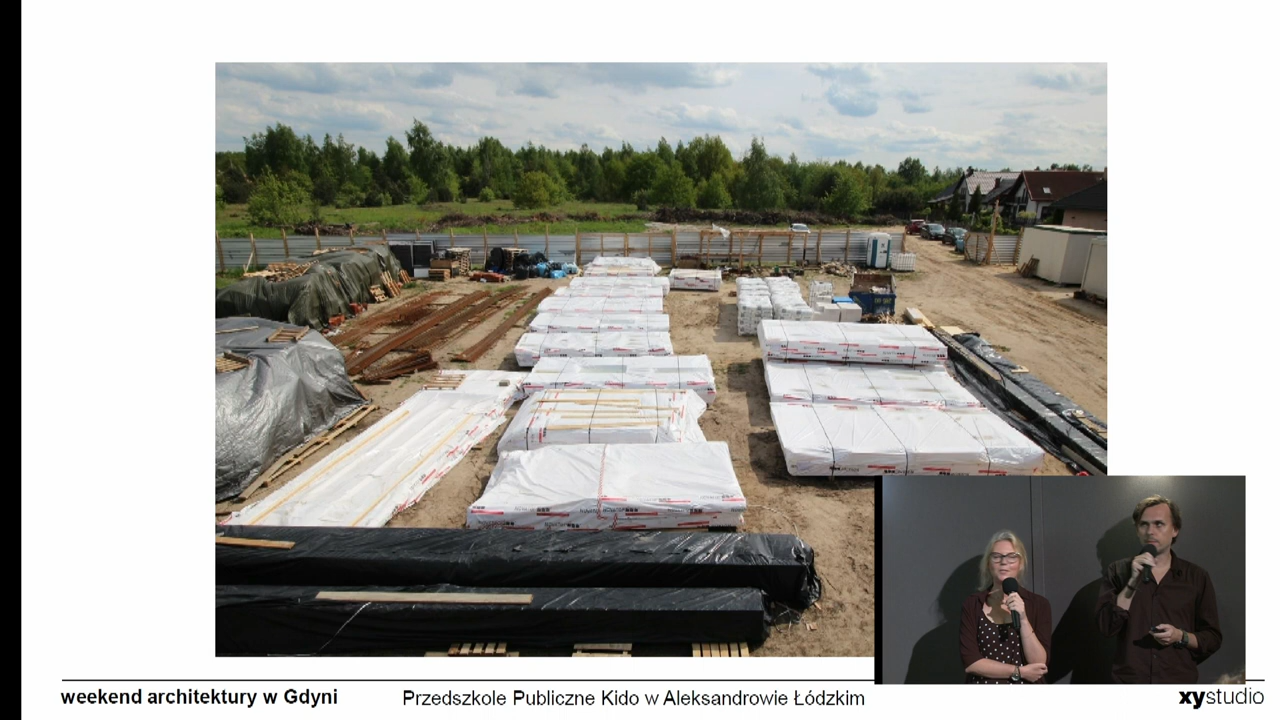 weekend architektury w Gdyni
Przedszkole Publiczne Kido w Aleksandrowie Łódzkim
xystudio